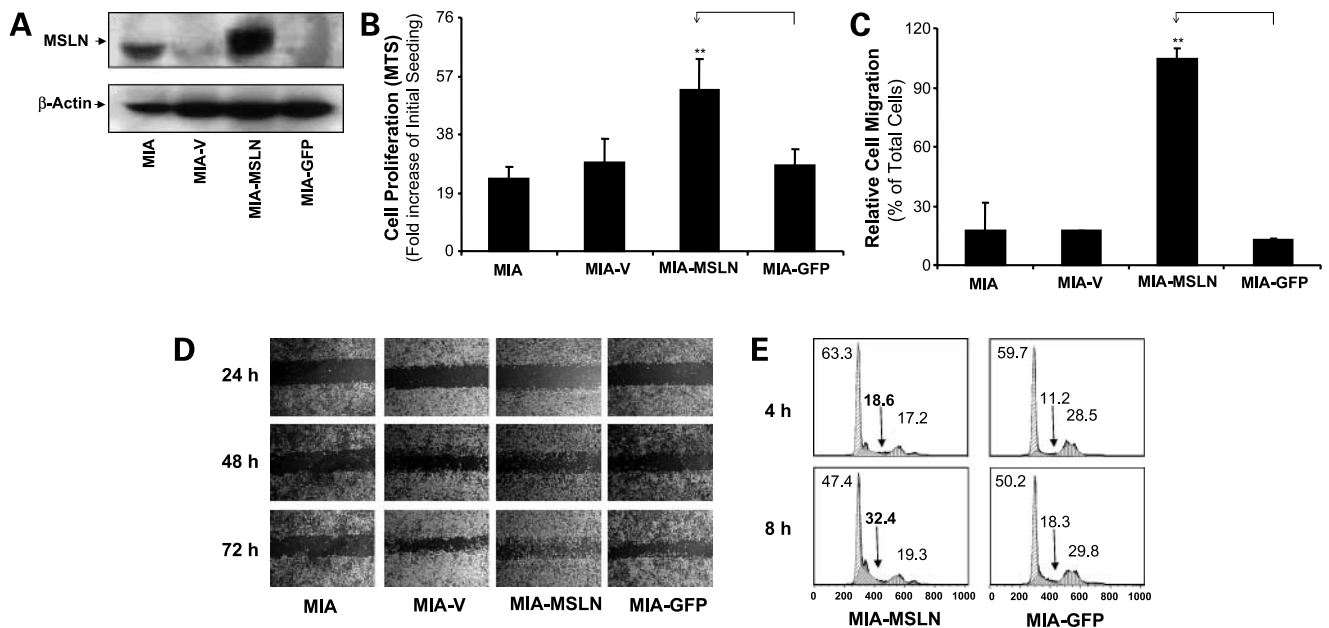 A
MSLN
β-Actin
MIA
MIA-V
MIA-MSLN
MIA-GFP
B
Cell Proliferation (MTS)
(Fold increase of Initial Seeding)
76
57
38
19
0
**
MIA
MIA-V
MIA-MSLN
MIA-GFP
C
Relative Cell Migration
(% of Total Cells)
120
90
60
30
0
**
MIA
MIA-V
MIA-MSLN
MIA-GFP
D
24 h
48 h
72 h
MIA
MIA-V
MIA-MSLN
MIA-GFP
E
4 h
63.3
18.6
17.2
59.7
11.2
28.5
8 h
47.4
32.4
19.3
50.2
18.3
29.8
0 200 400 600 800 1000
0 200 400 600 800 1000
MIA-MSLN
MIA-GFP